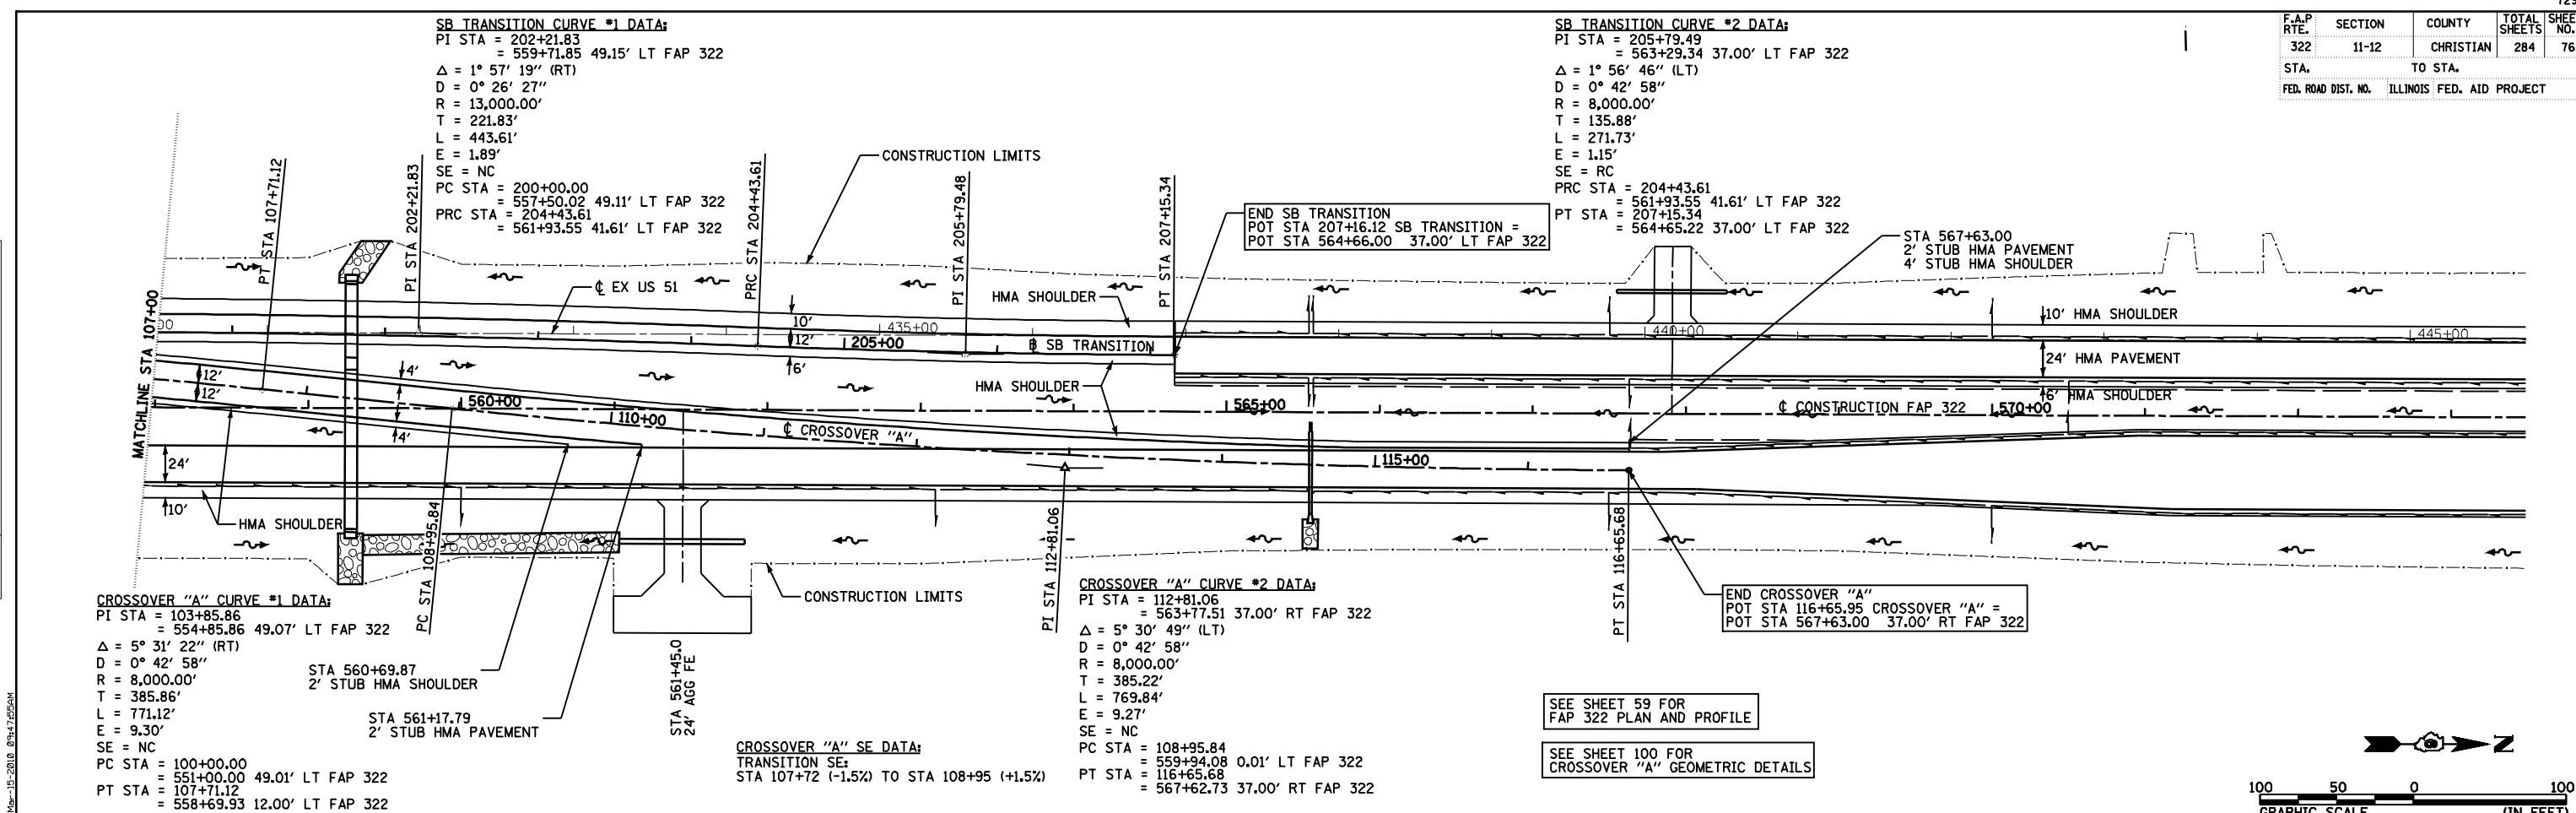 SB TRANSITION CURVE #1 DATA:
PI STA = 202+21.83
= 559+71.85 49.15' LT FAP 322
Δ = 1° 57' 19'' (RT)
D = 0° 26' 27''
R = 13,000.00'
T = 221.83'
L = 443.61'
E = 1.89'
SE = NC
PC STA = 200+00.00
= 557+50.02 49.11' LT FAP 322
PRC STA = 204+43.61
= 561+93.55 41.61' LT FAP 322
SB TRANSITION CURVE #2 DATA:
PI STA = 205+79.49
= 563+29.34 37.00' LT FAP 322
Δ = 1° 56' 46'' (LT)
D = 0° 42' 58''
R = 8,000.00'
T = 135.88'
L = 271.73'
E = 1.15'
SE = RC
PRC STA = 204+43.61
= 561+93.55 41.61' LT FAP 322
PT STA = 207+15.34
= 564+65.22 37.00' LT FAP 322
F.A.P RTE. SECTION COUNTY TOTAL SHEETS
322 11-12 CHRISTIAN 284 76
STA. TO STA.
FED. ROAD DIST. NO. ILLINOIS FED. AID PROJECT
CONSTRUCTION LIMITS
PT STA 107+71.12
PI STA 202+21.83
PRC STA 204+43.61
PI STA 205+79.48
PT STA 207+15.34
END SB TRANSITION
POT STA 207+16.12 SB TRANSITION =
POT STA 564+66.00 37.00' LT FAP 322
STA 567+63.00
2' STUB HMA PAVEMENT
4' STUB HMA SHOULDER
℄ EX US 51
HMA SHOULDER
MATCHLINE STA 107+00
00
10'
12'
6'
435+00
205+00
SB TRANSITION
440+00
445+00
10' HMA SHOULDER
24' HMA PAVEMENT
6' HMA SHOULDER
12'
12'
4'
4'
HMA SHOULDER
560+00
110+00
℄ CROSSOVER "A"
565+00
℄ CONSTRUCTION FAP 322
570+00
115+00
24'
10'
HMA SHOULDER
PC STA 108+95.84
PI STA 112+81.06
PT STA 116+65.68
CONSTRUCTION LIMITS
STA 561+45.0
24' AGG FE
CROSSOVER "A" CURVE #1 DATA:
PI STA = 103+85.86
= 554+85.86 49.07' LT FAP 322
Δ = 5° 31' 22'' (RT)
D = 0° 42' 58''
R = 8,000.00'
T = 385.86'
L = 771.12'
E = 9.30'
SE = NC
PC STA = 100+00.00
= 551+00.00 49.01' LT FAP 322
PT STA = 107+71.12
= 558+69.93 12.00' LT FAP 322
STA 560+69.87
2' STUB HMA SHOULDER
STA 561+17.79
2' STUB HMA PAVEMENT
CROSSOVER "A" SE DATA:
TRANSITION SE:
STA 107+72 (-1.5%) TO STA 108+95 (+1.5%)
CROSSOVER "A" CURVE #2 DATA:
PI STA = 112+81.06
= 563+77.51 37.00' RT FAP 322
Δ = 5° 30' 49'' (LT)
D = 0° 42' 58''
R = 8,000.00'
T = 385.22'
L = 769.84'
E = 9.27'
SE = NC
PC STA = 108+95.84
= 559+94.08 0.01' LT FAP 322
PT STA = 116+65.68
= 567+62.73 37.00' RT FAP 322
END CROSSOVER "A"
POT STA 116+65.95 CROSSOVER "A" =
POT STA 567+63.00 37.00' RT FAP 322
SEE SHEET 59 FOR
FAP 322 PLAN AND PROFILE
SEE SHEET 100 FOR
CROSSOVER "A" GEOMETRIC DETAILS
N
100 50 0 100
GRAPHIC SCALE (IN FEET)
Mar-15-2010 09:47:55AM